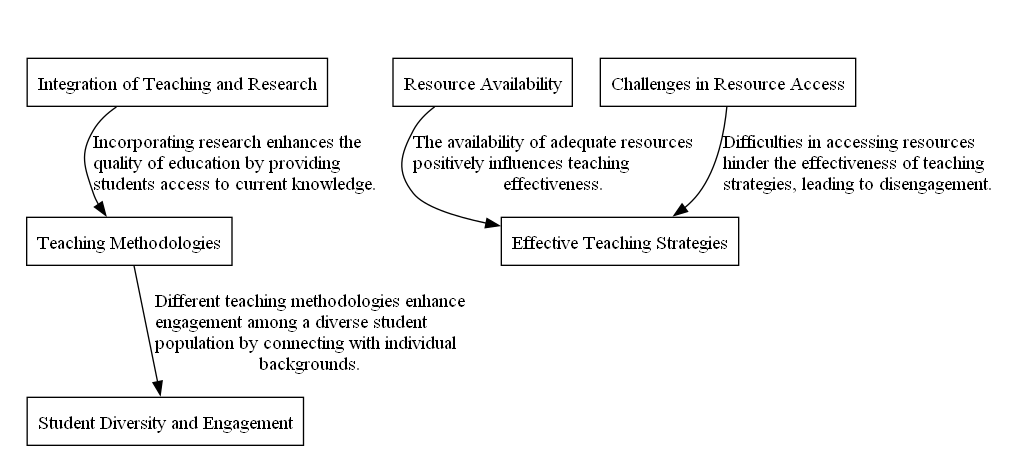 Integration of Teaching and Research
Resource Availability
Challenges in Resource Access
Incorporating research enhances the
quality of education by providing
students access to current knowledge.
The availability of adequate resources
positively influences teaching
effectiveness.
Difficulties in accessing resources
hinder the effectiveness of teaching
strategies, leading to disengagement.
Teaching Methodologies
Effective Teaching Strategies
Different teaching methodologies enhance
engagement among a diverse student
population by connecting with individual
backgrounds.
Student Diversity and Engagement